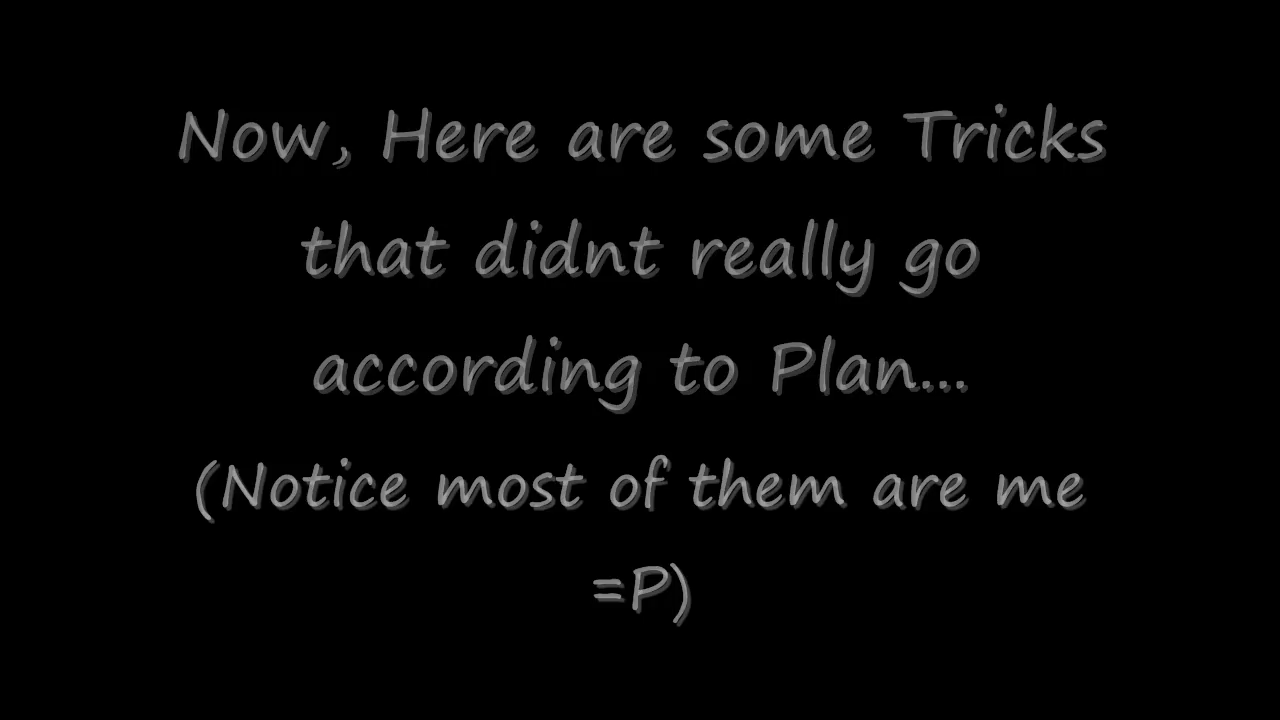 Now, Here are some Tricks
that didnt really go
according to Plan...
(Notice most of them are me
=P)